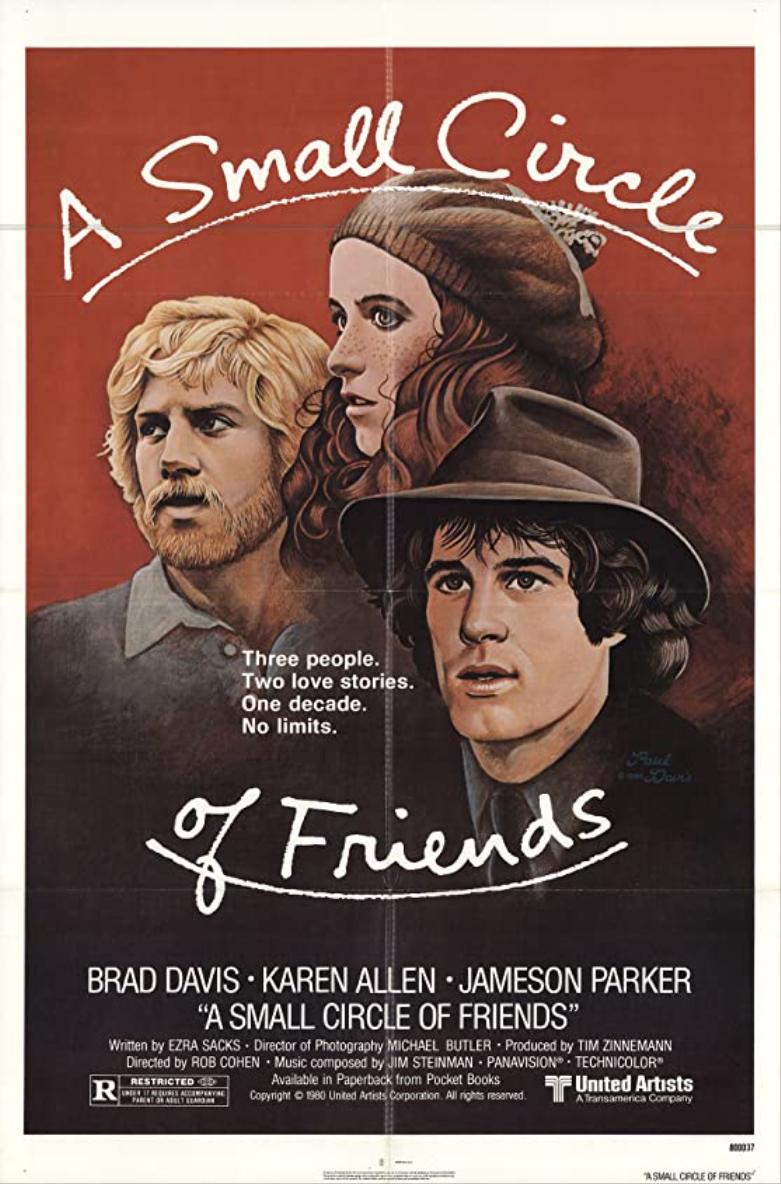 A Small Circle
Three people.
Two love stories.
One decade.
No limits.
Paul
Davis
of Friends
BRAD DAVIS · KAREN ALLEN · JAMESON PARKER
“A SMALL CIRCLE OF FRIENDS”
Written by EZRA SACKS · Director of Photography MICHAEL BUTLER · Produced by TIM ZINNEMANN
Directed by ROB COHEN · Music composed by JIM STEINMAN · PANAVISION® · TECHNICOLOR®
Available in Paperback from Pocket Books
Copyright © 1980 United Artists Corporation. All rights reserved.
R RESTRICTED
UNDER 17 REQUIRES ACCOMPANYING
PARENT OR ADULT GUARDIAN
United Artists
A Transamerica Company
800037
"A SMALL CIRCLE OF FRIENDS"